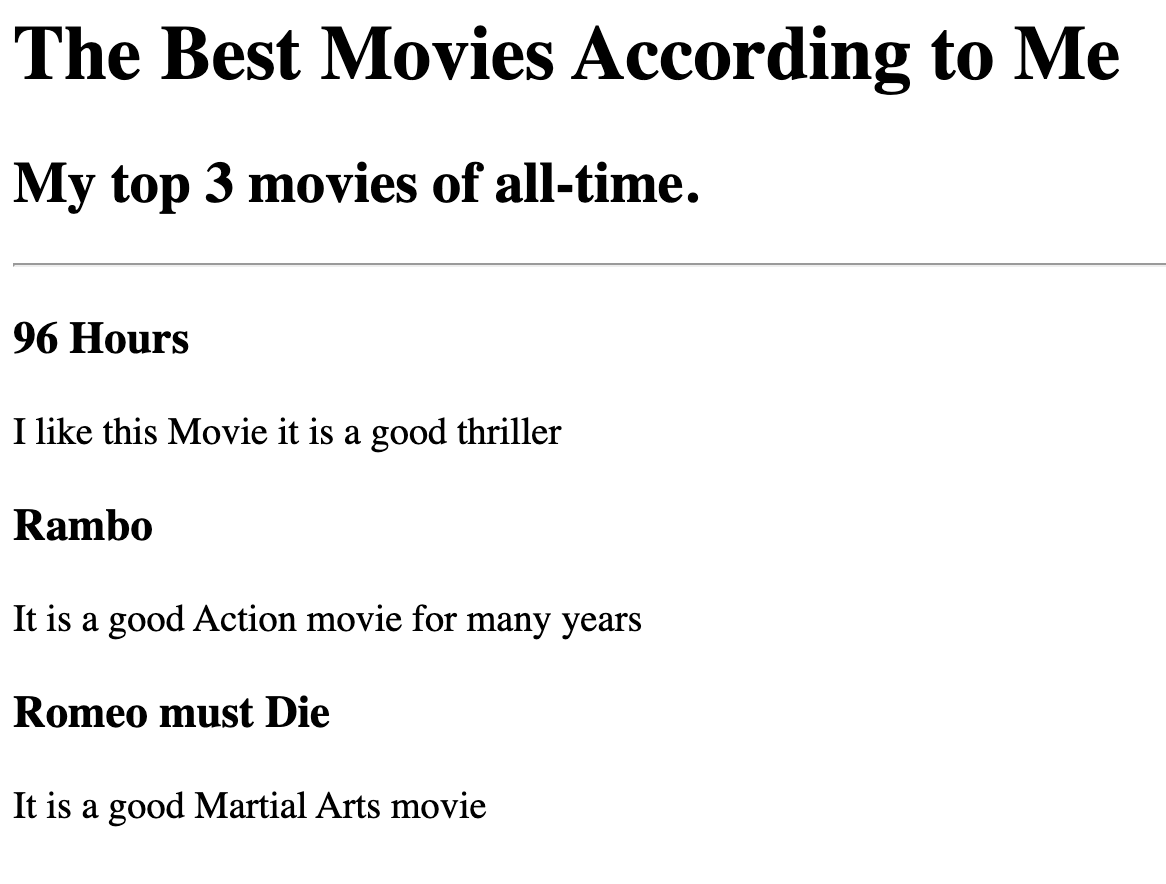 The Best Movies According to Me
My top 3 movies of all-time.
96 Hours
I like this Movie it is a good thriller
Rambo
It is a good Action movie for many years
Romeo must Die
It is a good Martial Arts movie